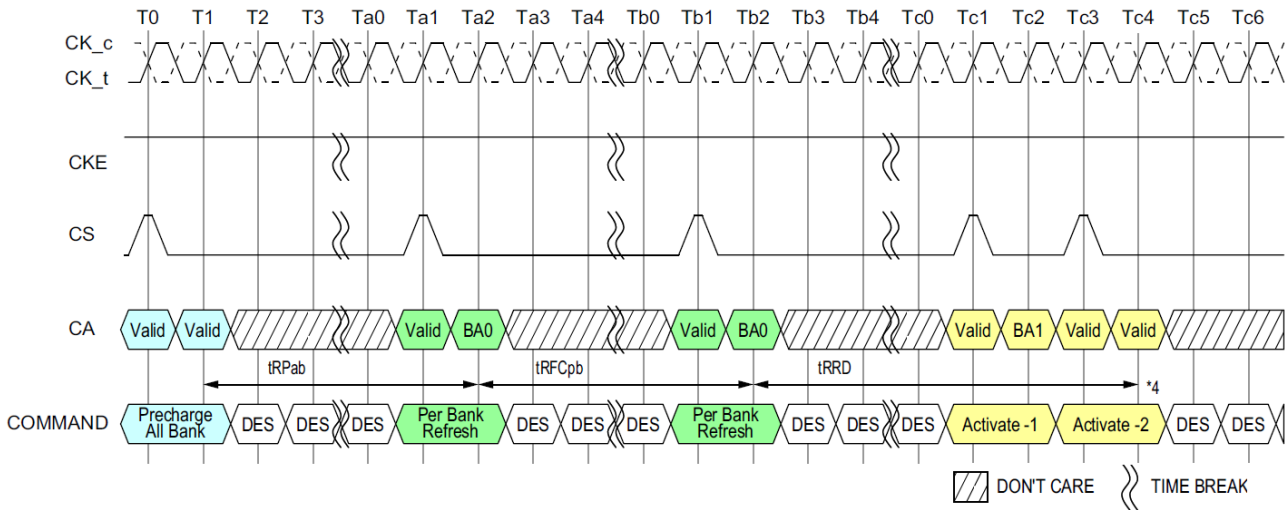 T0 T1 T2 T3 Ta0 Ta1 Ta2 Ta3 Ta4 Tb0 Tb1 Tb2 Tb3 Tb4 Tc0 Tc1 Tc2 Tc3 Tc4 Tc5 Tc6
CK_c
CK_t
CKE
CS
CA Valid Valid Valid BA0 Valid BA0 Valid BA1 Valid Valid
tRPab tRFCpb tRRD *4
COMMAND Precharge All Bank DES DES DES Per Bank Refresh DES DES DES Per Bank Refresh DES DES DES Activate -1 Activate -2 DES DES
DON'T CARE TIME BREAK